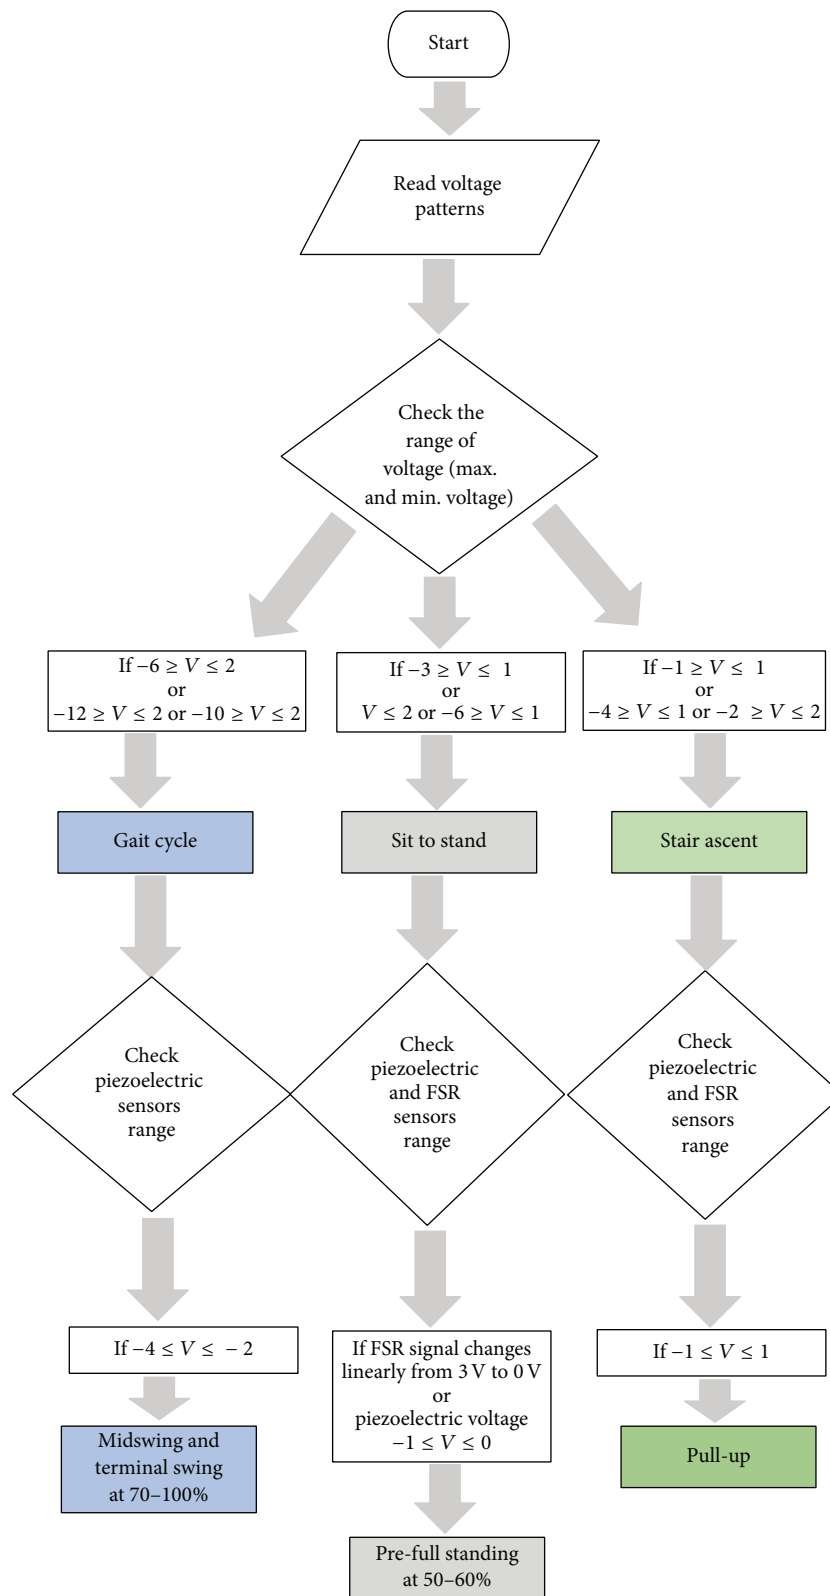 Start
Read voltage
patterns
Check the
range of
voltage (max.
and min. voltage)
If −6 ≥ V ≤ 2
or
−12 ≥ V ≤ 2 or −10 ≥ V ≤ 2
If −3 ≥ V ≤ 1
or
V ≤ 2 or −6 ≥ V ≤ 1
If −1 ≥ V ≤ 1
or
−4 ≥ V ≤ 1 or −2 ≥ V ≤ 2
Gait cycle
Sit to stand
Stair ascent
Check
piezoelectric
sensors
range
Check
piezoelectric
and FSR
sensors
range
Check
piezoelectric
and FSR
sensors
range
If −4 ≤ V ≤ − 2
If FSR signal changes
linearly from 3 V to 0 V
or
piezoelectric voltage
−1 ≤ V ≤ 0
If −1 ≤ V ≤ 1
Midswing and
terminal swing
at 70–100%
Pull-up
Pre-full standing
at 50–60%